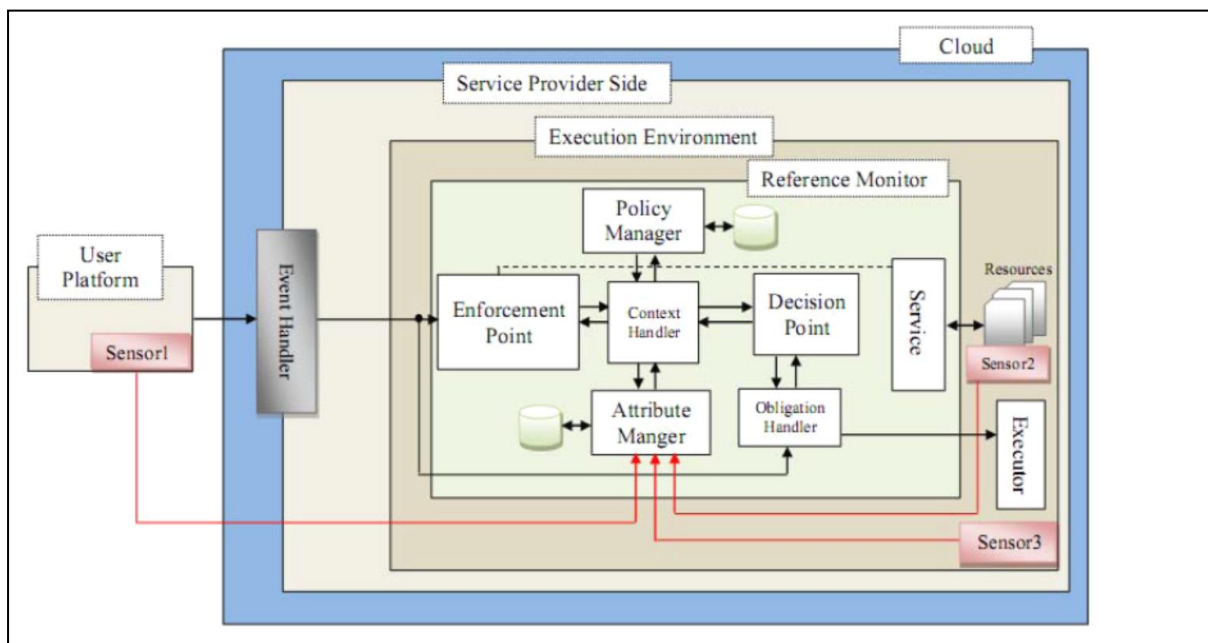 Cloud
Service Provider Side
Execution Environment
Reference Monitor
Policy
Manager
User
Platform
Sensor1
Event Handler
Enforcement
Point
Context
Handler
Decision
Point
Service
Resources
Sensor2
Attribute
Manger
Obligation
Handler
Executor
Sensor3